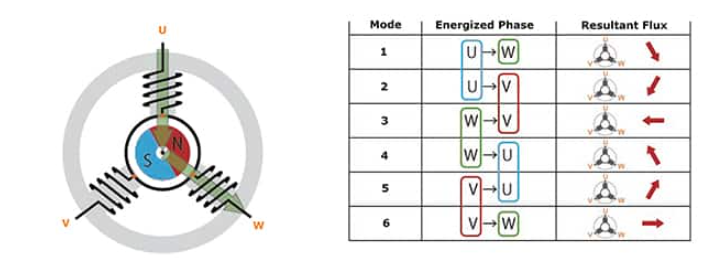 U
N
S
V
W
Mode Energized Phase Resultant Flux
1 U→W
2 U→V
3 W→V
4 W→U
5 V→U
6 V→W